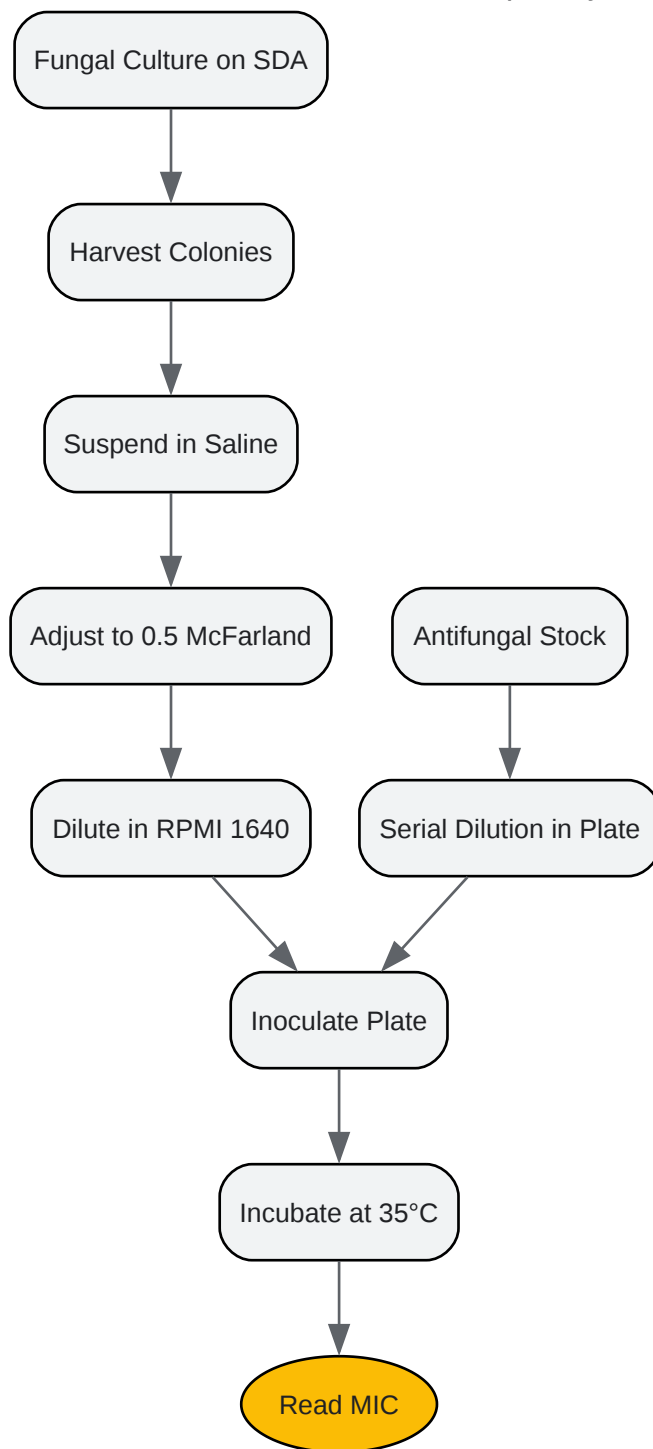 Fungal Culture on SDA
Harvest Colonies
Suspend in Saline
Adjust to 0.5 McFarland
Antifungal Stock
Dilute in RPMI 1640
Serial Dilution in Plate
Inoculate Plate
Incubate at 35°C
Read MIC